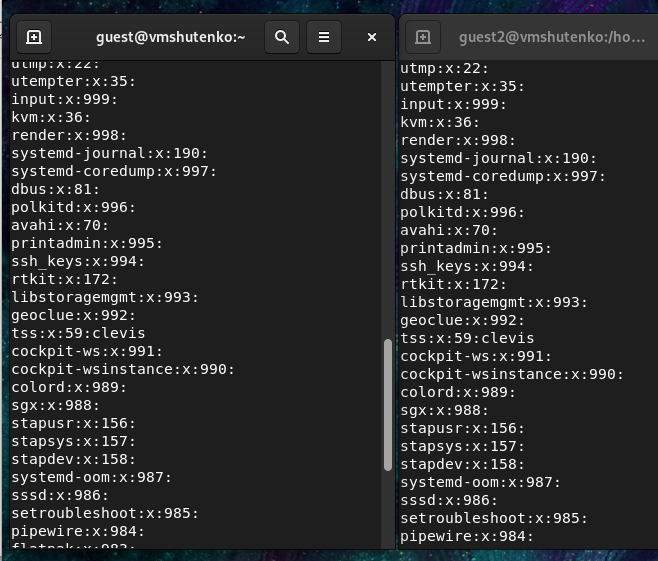 guest@vmshutenko:~
utmp:x:22:
utempter:x:35:
input:x:999:
kvm:x:36:
render:x:998:
systemd-journal:x:190:
systemd-coredump:x:997:
dbus:x:81:
polkitd:x:996:
avahi:x:70:
printadmin:x:995:
ssh_keys:x:994:
rtkit:x:172:
libstoragemgmt:x:993:
geoclue:x:992:
tss:x:59:clevis
cockpit-ws:x:991:
cockpit-wsinstance:x:990:
colord:x:989:
sgx:x:988:
stapusr:x:156:
stapsys:x:157:
stapdev:x:158:
systemd-oom:x:987:
sssd:x:986:
setroubleshoot:x:985:
pipewire:x:984:
flatpak:x:983:
guest2@vmshutenko:/ho...
utmp:x:22:
utempter:x:35:
input:x:999:
kvm:x:36:
render:x:998:
systemd-journal:x:190:
systemd-coredump:x:997:
dbus:x:81:
polkitd:x:996:
avahi:x:70:
printadmin:x:995:
ssh_keys:x:994:
rtkit:x:172:
libstoragemgmt:x:993:
geoclue:x:992:
tss:x:59:clevis
cockpit-ws:x:991:
cockpit-wsinstance:x:990:
colord:x:989:
sgx:x:988:
stapusr:x:156:
stapsys:x:157:
stapdev:x:158:
systemd-oom:x:987:
sssd:x:986:
setroubleshoot:x:985:
pipewire:x:984: